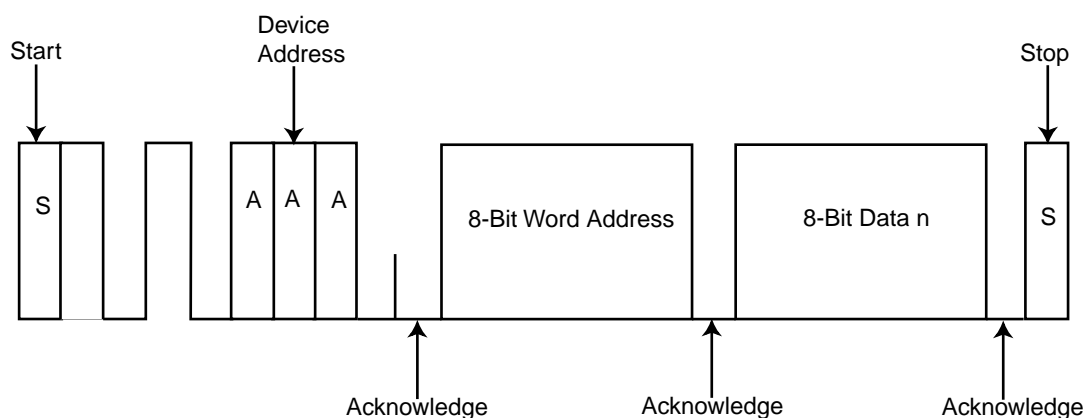 Device
Address
Start
Stop
S
A
A
A
8-Bit Word Address
8-Bit Data n
S
Acknowledge
Acknowledge
Acknowledge